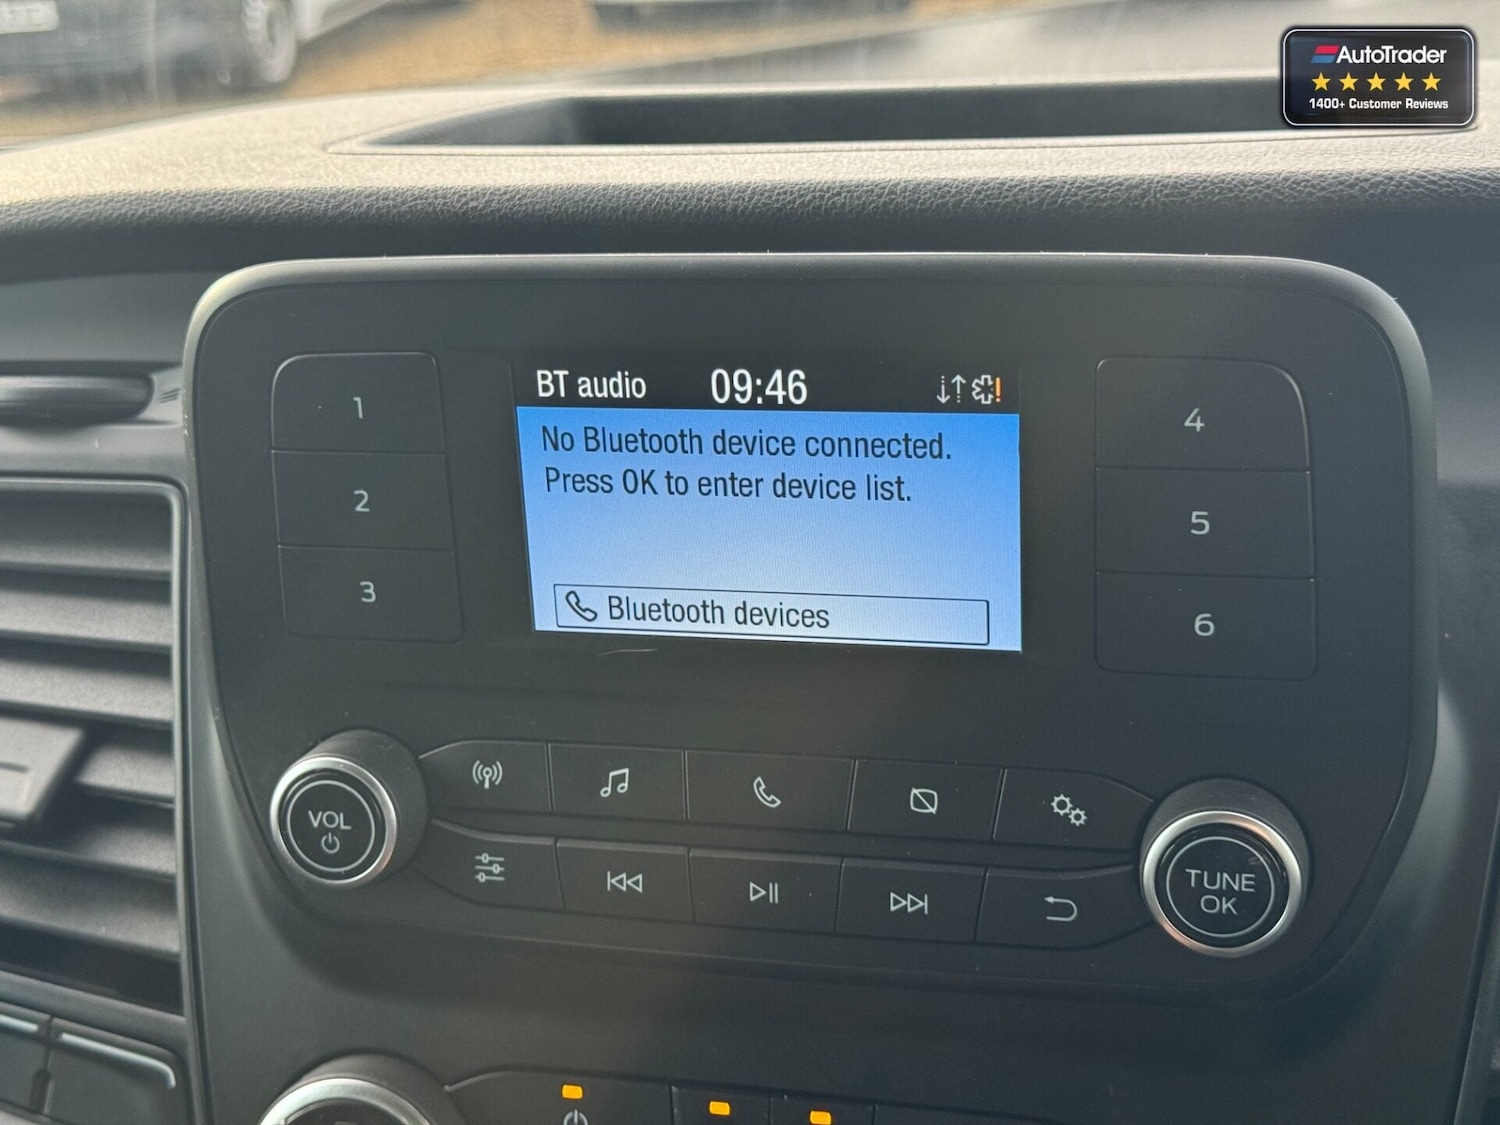 AutoTrader
1400+ Customer Reviews
BT audio 09:46
No Bluetooth device connected.
Press OK to enter device list.
Bluetooth devices
1
2
3
4
5
6
VOL
TUNE
OK